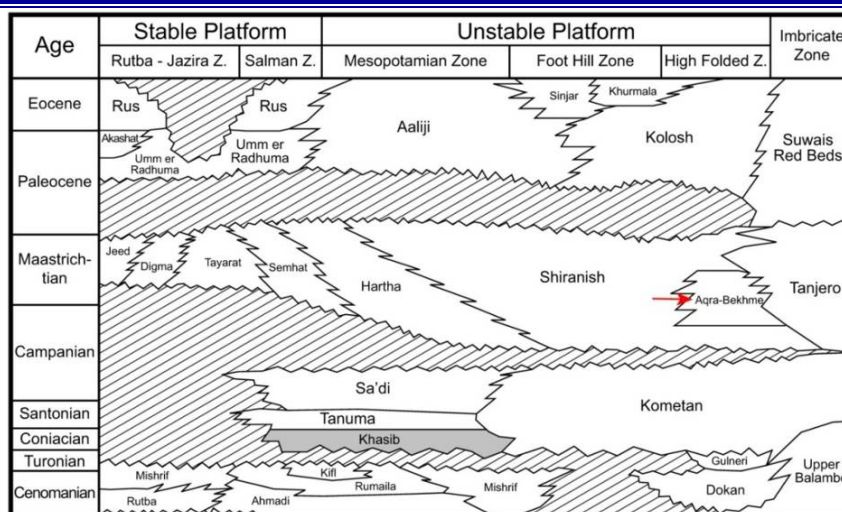 Age
Stable Platform
Unstable Platform
Imbricate
Zone
Rutba - Jazira Z.
Salman Z.
Mesopotamian Zone
Foot Hill Zone
High Folded Z.
Eocene
Rus
Rus
Aaliji
Sinjar
Khurmala
Kolosh
Suwais
Red Beds
Akashat
Umm er
Radhuma
Umm er
Radhuma
Paleocene
Maastrich-
tian
Jeed
Digma
Tayarat
Semhat
Hartha
Shiranish
Aqra-Bekhme
Tanjero
Campanian
Sa'di
Kometan
Santonian
Tanuma
Coniacian
Khasib
Turonian
Gulneri
Upper
Balambo
Cenomanian
Mishrif
Rutba
Ahmadi
Kifl
Rumaila
Mishrif
Dokan